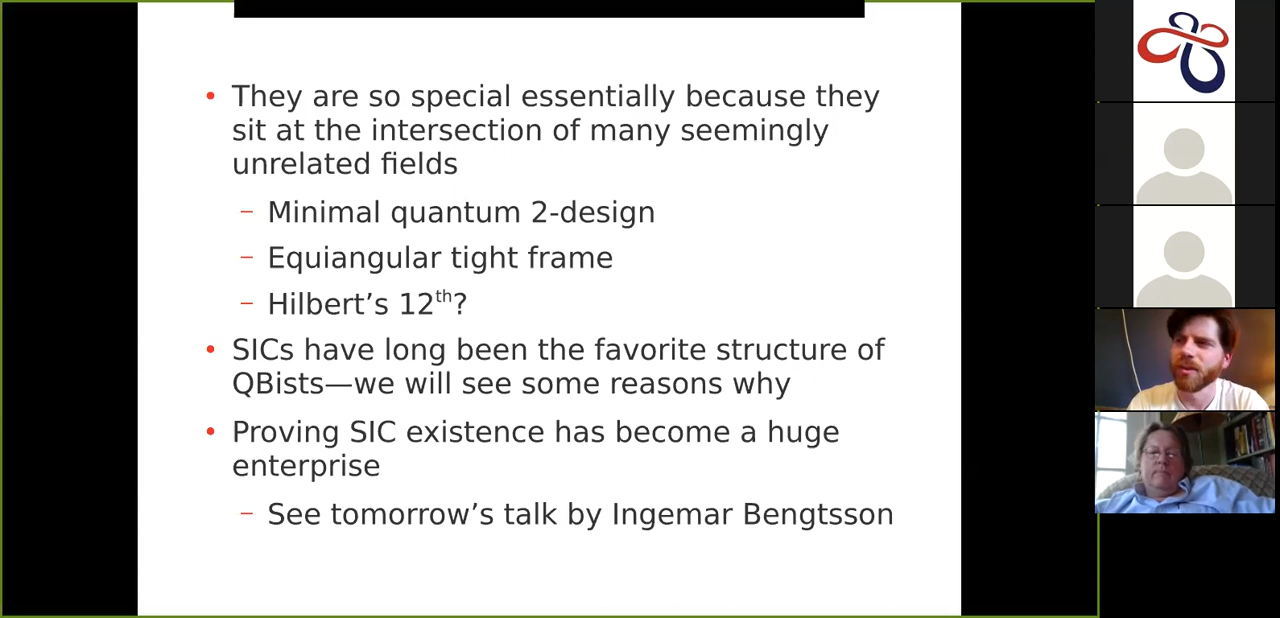 • They are so special essentially because they
sit at the intersection of many seemingly
unrelated fields
– Minimal quantum 2-design
– Equiangular tight frame
– Hilbert’s 12th?
• SICs have long been the favorite structure of
QBists—we will see some reasons why
• Proving SIC existence has become a huge
enterprise
– See tomorrow’s talk by Ingemar Bengtsson